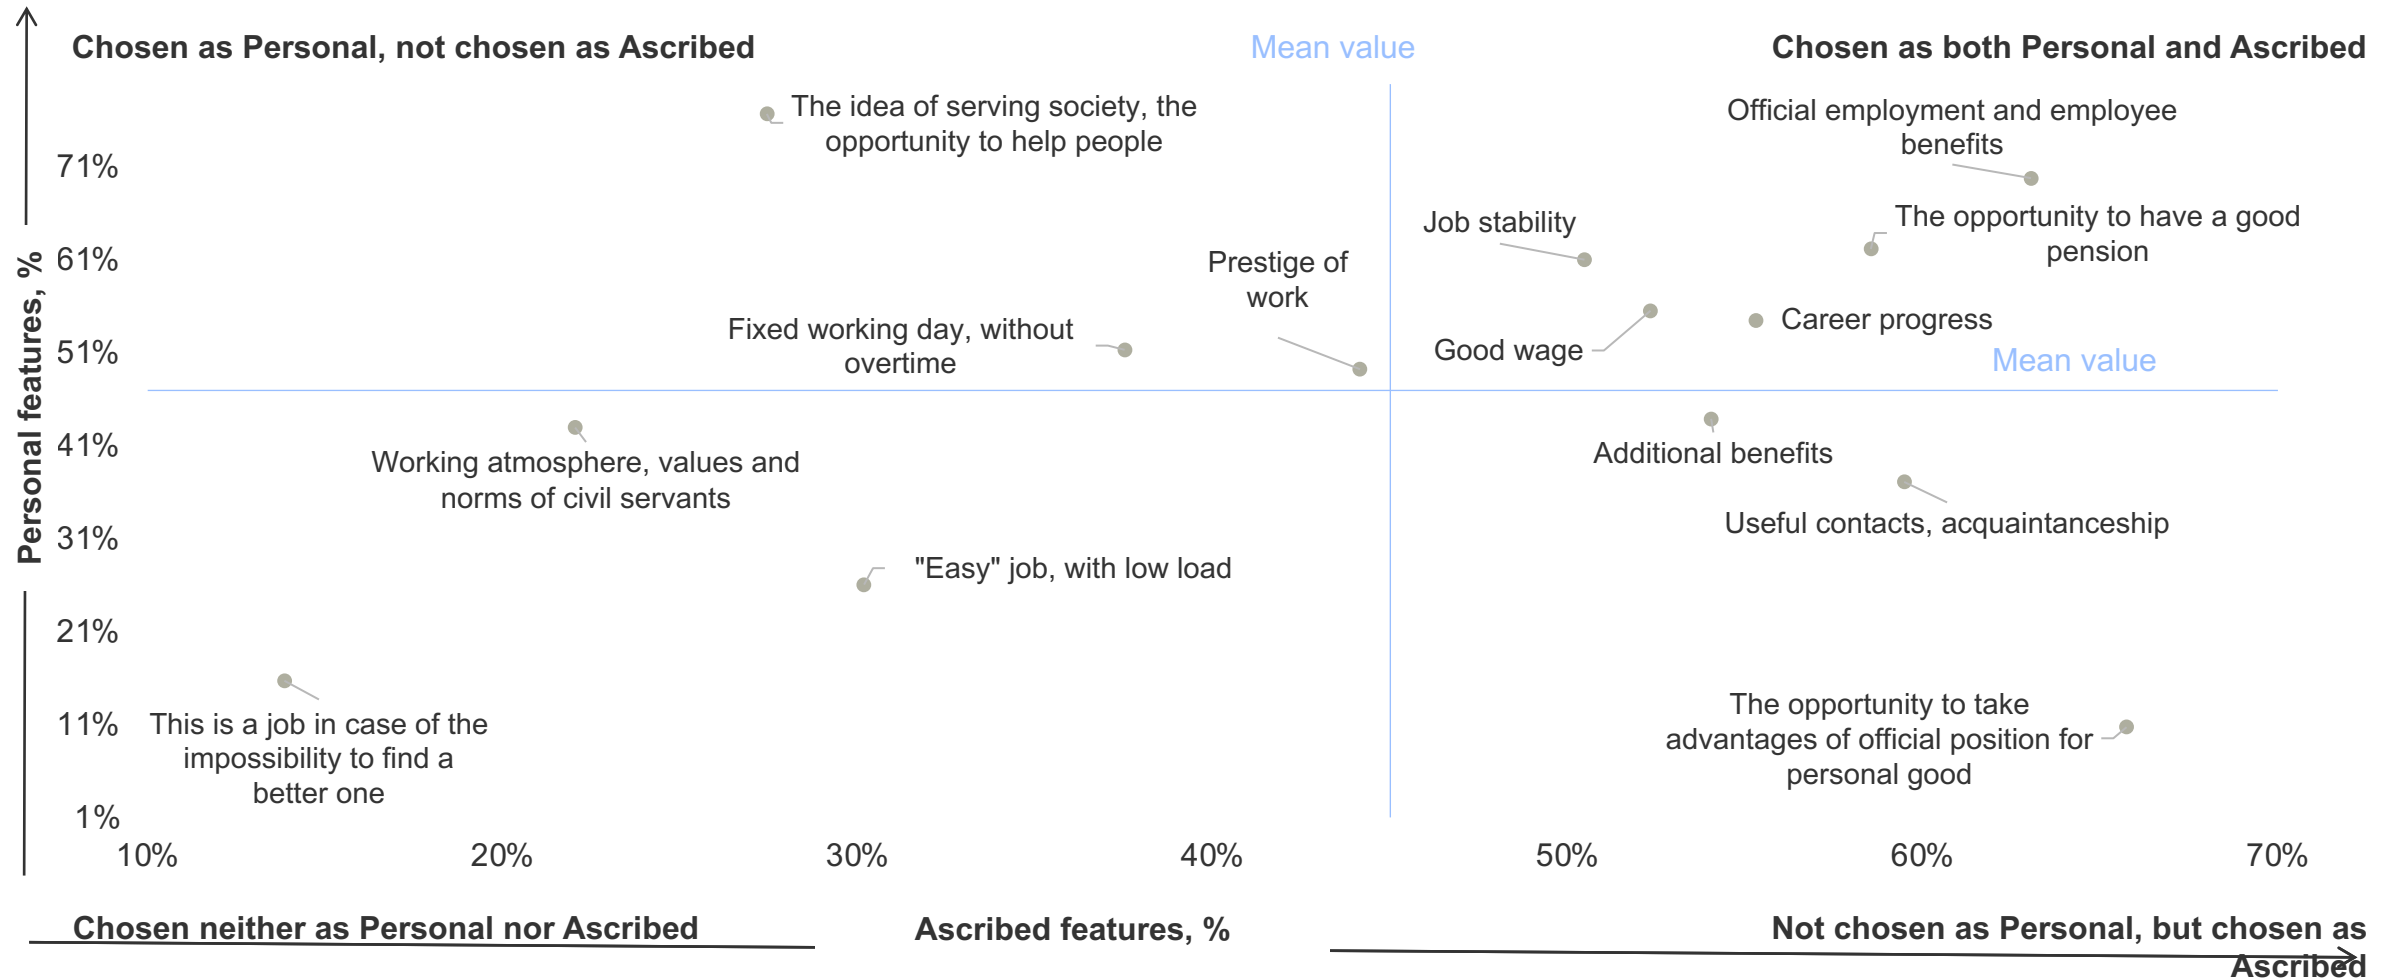 Chosen as Personal, not chosen as Ascribed
Mean value
Chosen as both Personal and Ascribed
The idea of serving society, the
opportunity to help people
Official employment and employee
benefits
71%
Job stability
The opportunity to have a good
pension
61%
Prestige of
work
Personal features, %
Fixed working day, without
overtime
Career progress
51%
Good wage
Mean value
41%
Working atmosphere, values and
norms of civil servants
Additional benefits
31%
Useful contacts, acquaintanceship
"Easy" job, with low load
21%
11%
This is a job in case of the
impossibility to find a
better one
The opportunity to take
advantages of official position for
personal good
1%
10%
20%
30%
40%
50%
60%
70%
Chosen neither as Personal nor Ascribed
Ascribed features, %
Not chosen as Personal, but chosen as
Ascribed